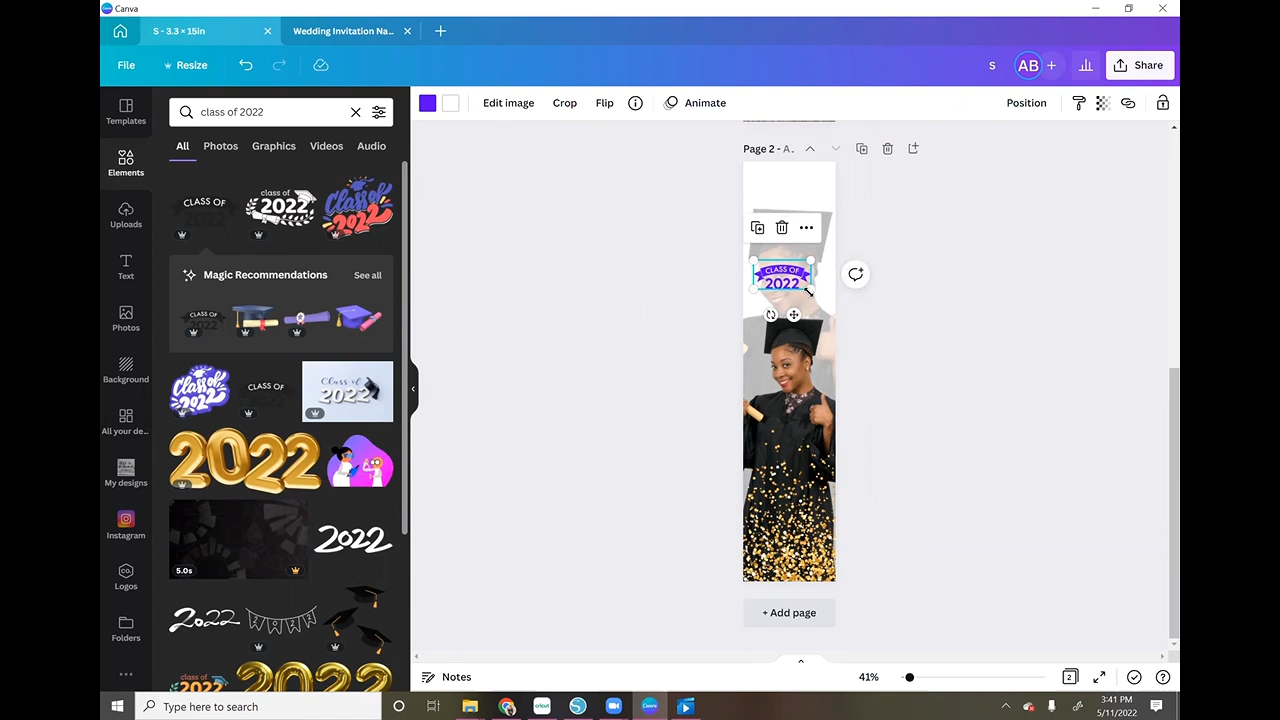 Canva
S - 3.3 × 15in
Wedding Invitation Na...
File
Resize
S
AB
Share
Templates
class of 2022
Edit image
Crop
Flip
Animate
Position
Elements
All
Photos
Graphics
Videos
Audio
Page 2 - A..
Uploads
CLASS OF
2022
class of
2022
Class of
2022
Text
Magic Recommendations
See all
CLASS OF
2022
CLASS OF
2022
Photos
Background
Class of
2022
CLASS OF
Class of
2022
All your de...
2022
My designs
Instagram
5.0s
2022
Logos
2022
2022
Folders
+ Add page
class of
2022
2022
Notes
41%
2
Type here to search
cricut
3:41 PM
5/11/2022